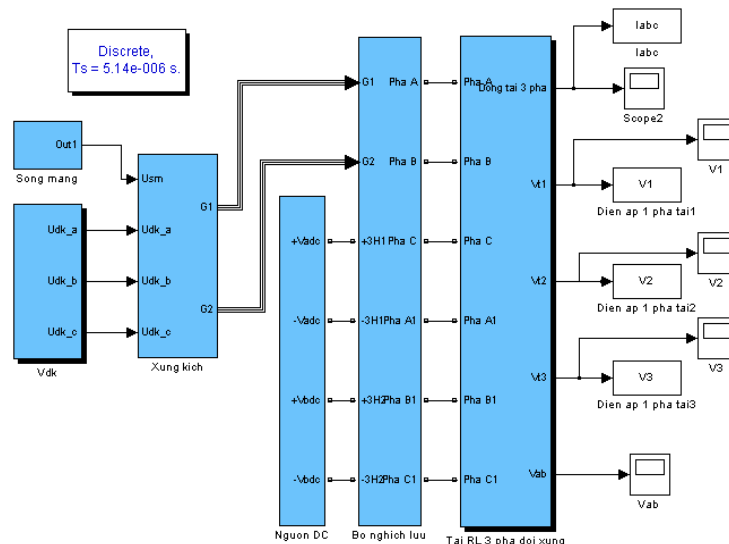 Discrete,
Ts = 5.14e-006 s.
Out1
Song mang
Udk_a
Udk_b
Udk_c
Vdk
Usm
Udk_a
Udk_b
Udk_c
G1
G2
Xung kich
+Vadc
-Vadc
+Vbdc
-Vbdc
Nguon DC
G1
G2
+3H1
-3H1
+3H2
-3H2
Pha A
Pha B
Pha C
Pha A1
Pha B1
Pha C1
Bo nghich luu
Pha A
Pha B
Pha C
Pha A1
Pha B1
Pha C1
Dong tai 3 pha
Vt1
Vt2
Vt3
Vab
Tai RL 3 pha doi xung
Iabc
Iabc
Scope2
V1
V1
Dien ap 1 pha tai1
V2
V2
Dien ap 1 pha tai2
V3
V3
Dien ap 1 pha tai3
Vab